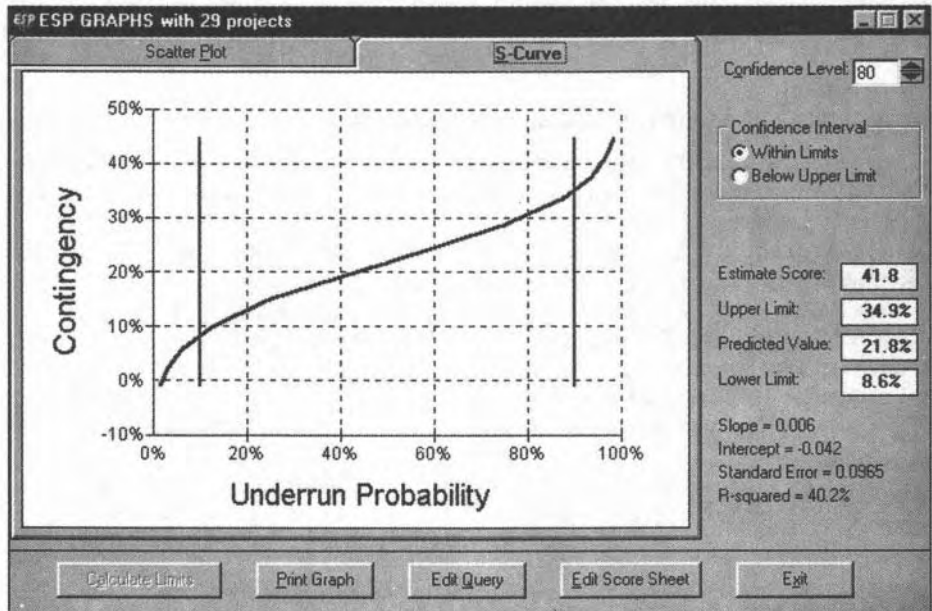 ESP ESP GRAPHS with 29 projects
Scatter Plot
S-Curve
50%
40%
30%
20%
10%
0%
-10%
Contingency
0%
20%
40%
60%
80%
100%
Underrun Probability
Confidence Level: 80
Confidence Interval
Within Limits
Below Upper Limit
Estimate Score: 41.8
Upper Limit: 34.9%
Predicted Value: 21.8%
Lower Limit: 8.6%
Slope = 0.006
Intercept = -0.042
Standard Error = 0.0965
R-squared = 40.2%
Calculate Limits
Print Graph
Edit Query
Edit Score Sheet
Exit